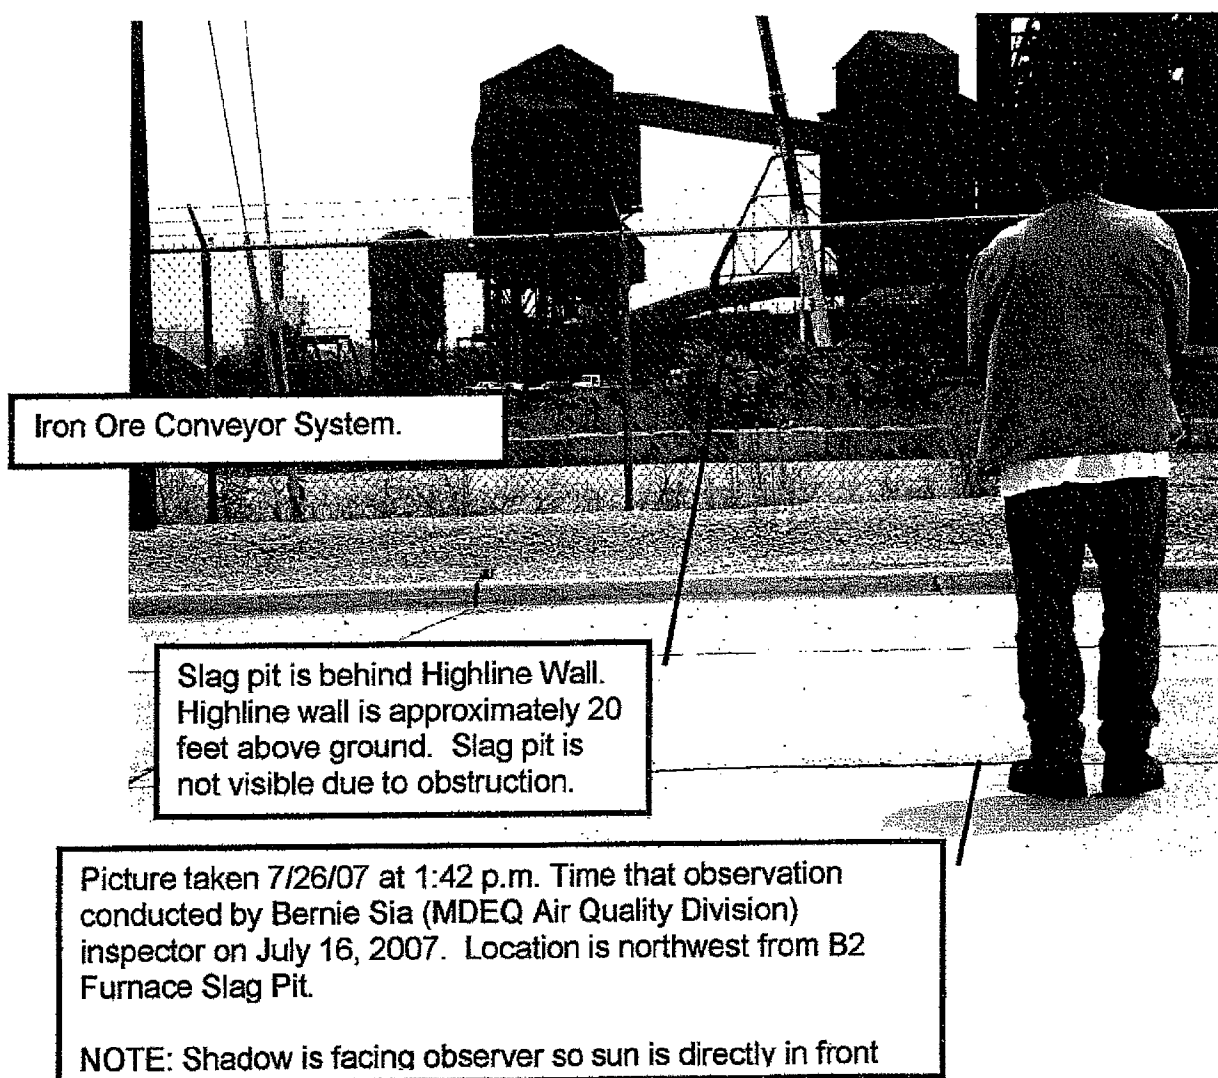 Iron Ore Conveyor System.
Slag pit is behind Highline Wall.
Highline wall is approximately 20
feet above ground.  Slag pit is
not visible due to obstruction.
Picture taken 7/26/07 at 1:42 p.m. Time that observation
conducted by Bernie Sia (MDEQ Air Quality Division)
inspector on July 16, 2007.  Location is northwest from B2
Furnace Slag Pit.
NOTE: Shadow is facing observer so sun is directly in front